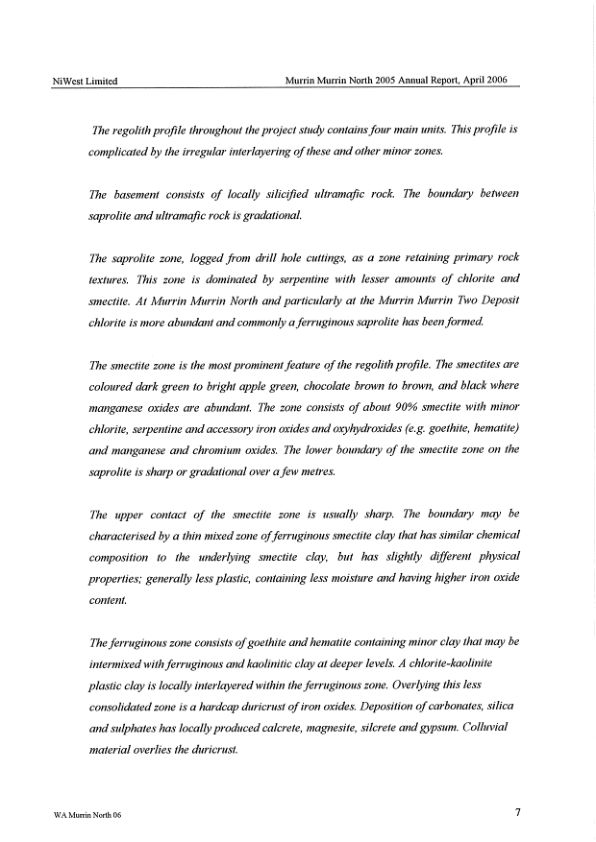 NiWest Limited Murrin Murrin North 2005 Annual Report, April 2006
The regolith profile throughout the project study contains four main units. This profile is
complicated by the irregular interlayering of these and other minor zones.
The basement consists of locally silicified ultramafic rock. The boundary between
saprolite and ultramafic rock is gradational.
The saprolite zone, logged from drill hole cuttings, as a zone retaining primary rock
textures. This zone is dominated by serpentine with lesser amounts of chlorite and
smectite. At Murrin Murrin North and particularly at the Murrin Murrin Two Deposit
chlorite is more abundant and commonly a ferruginous saprolite has been formed.
The smectite zone is the most prominent feature of the regolith profile. The smectites are
coloured dark green to bright apple green, chocolate brown to brown, and black where
manganese oxides are abundant. The zone consists of about 90% smectite with minor
chlorite, serpentine and accessory iron oxides and oxyhydroxides (e.g. goethite, hematite)
and manganese and chromium oxides. The lower boundary of the smectite zone on the
saprolite is sharp or gradational over a few metres.
The upper contact of the smectite zone is usually sharp. The boundary may be
characterised by a thin mixed zone of ferruginous smectite clay that has similar chemical
composition to the underlying smectite clay, but has slightly different physical
properties; generally less plastic, containing less moisture and having higher iron oxide
content.
The ferruginous zone consists of goethite and hematite containing minor clay that may be
intermixed with ferruginous and kaolinitic clay at deeper levels. A chlorite-kaolinite
plastic clay is locally interlayered within the ferruginous zone. Overlying this less
consolidated zone is a hardcap duricrust of iron oxides. Deposition of carbonates, silica
and sulphates has locally produced calcrete, magnesite, silcrete and gypsum. Colluvial
material overlies the duricrust.
WA Murrin North 06 7